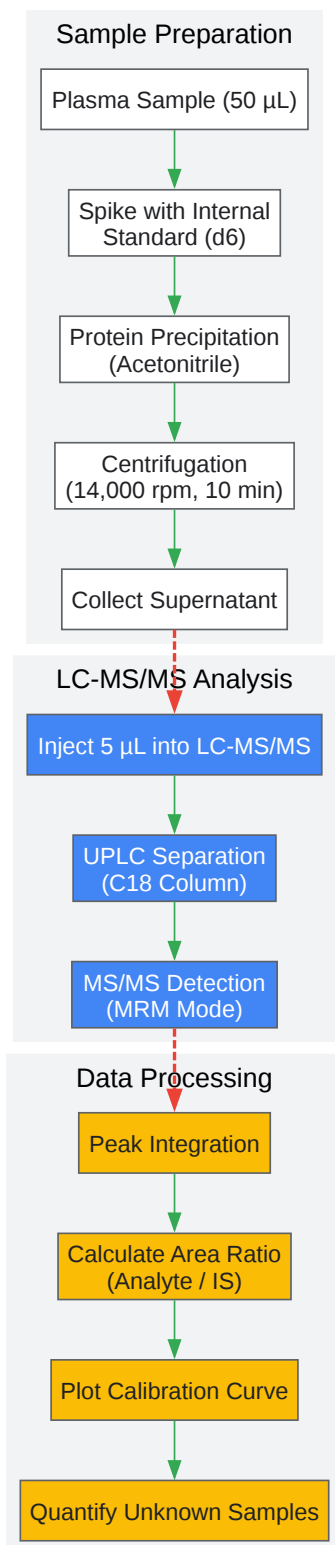 Sample Preparation
Plasma Sample (50 µL)
Spike with Internal
Standard (d6)
Protein Precipitation
(Acetonitrile)
Centrifugation
(14,000 rpm, 10 min)
Collect Supernatant
LC-MS/MS Analysis
Inject 5 µL into LC-MS/MS
UPLC Separation
(C18 Column)
MS/MS Detection
(MRM Mode)
Data Processing
Peak Integration
Calculate Area Ratio
(Analyte / IS)
Plot Calibration Curve
Quantify Unknown Samples